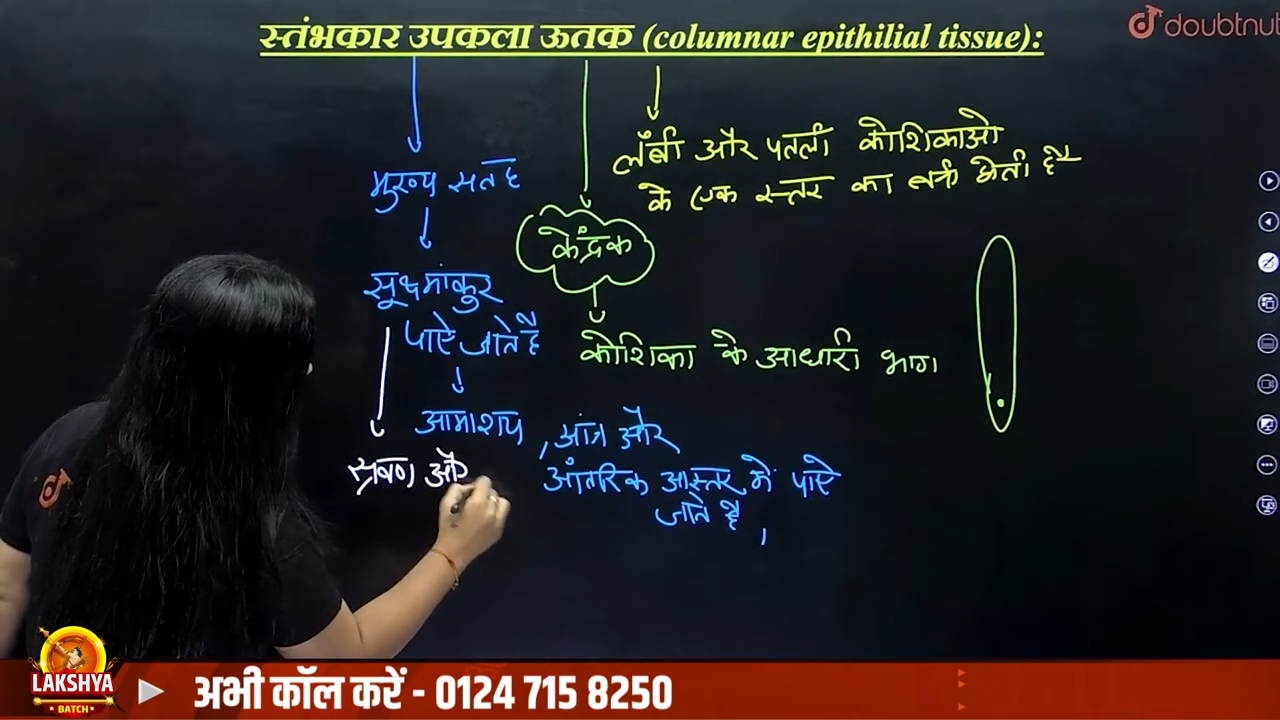 स्तंभकार उपकला ऊतक (columnar epithilial tissue):
doubtnut
लंबी और पतली कोशिकाओ
के एक स्तर का बनी होती है
मुख्य सतह
केंद्रक
सूक्ष्मांकुर
पाऐ जाते है
कोशिका के आधारी भाग
आमाशय , आंत्र और
स्रवण और
आंतरिक आस्तर में पाऐ
जाते है ,
LAKSHYA
BATCH
अभी कॉल करें - 0124 715 8250